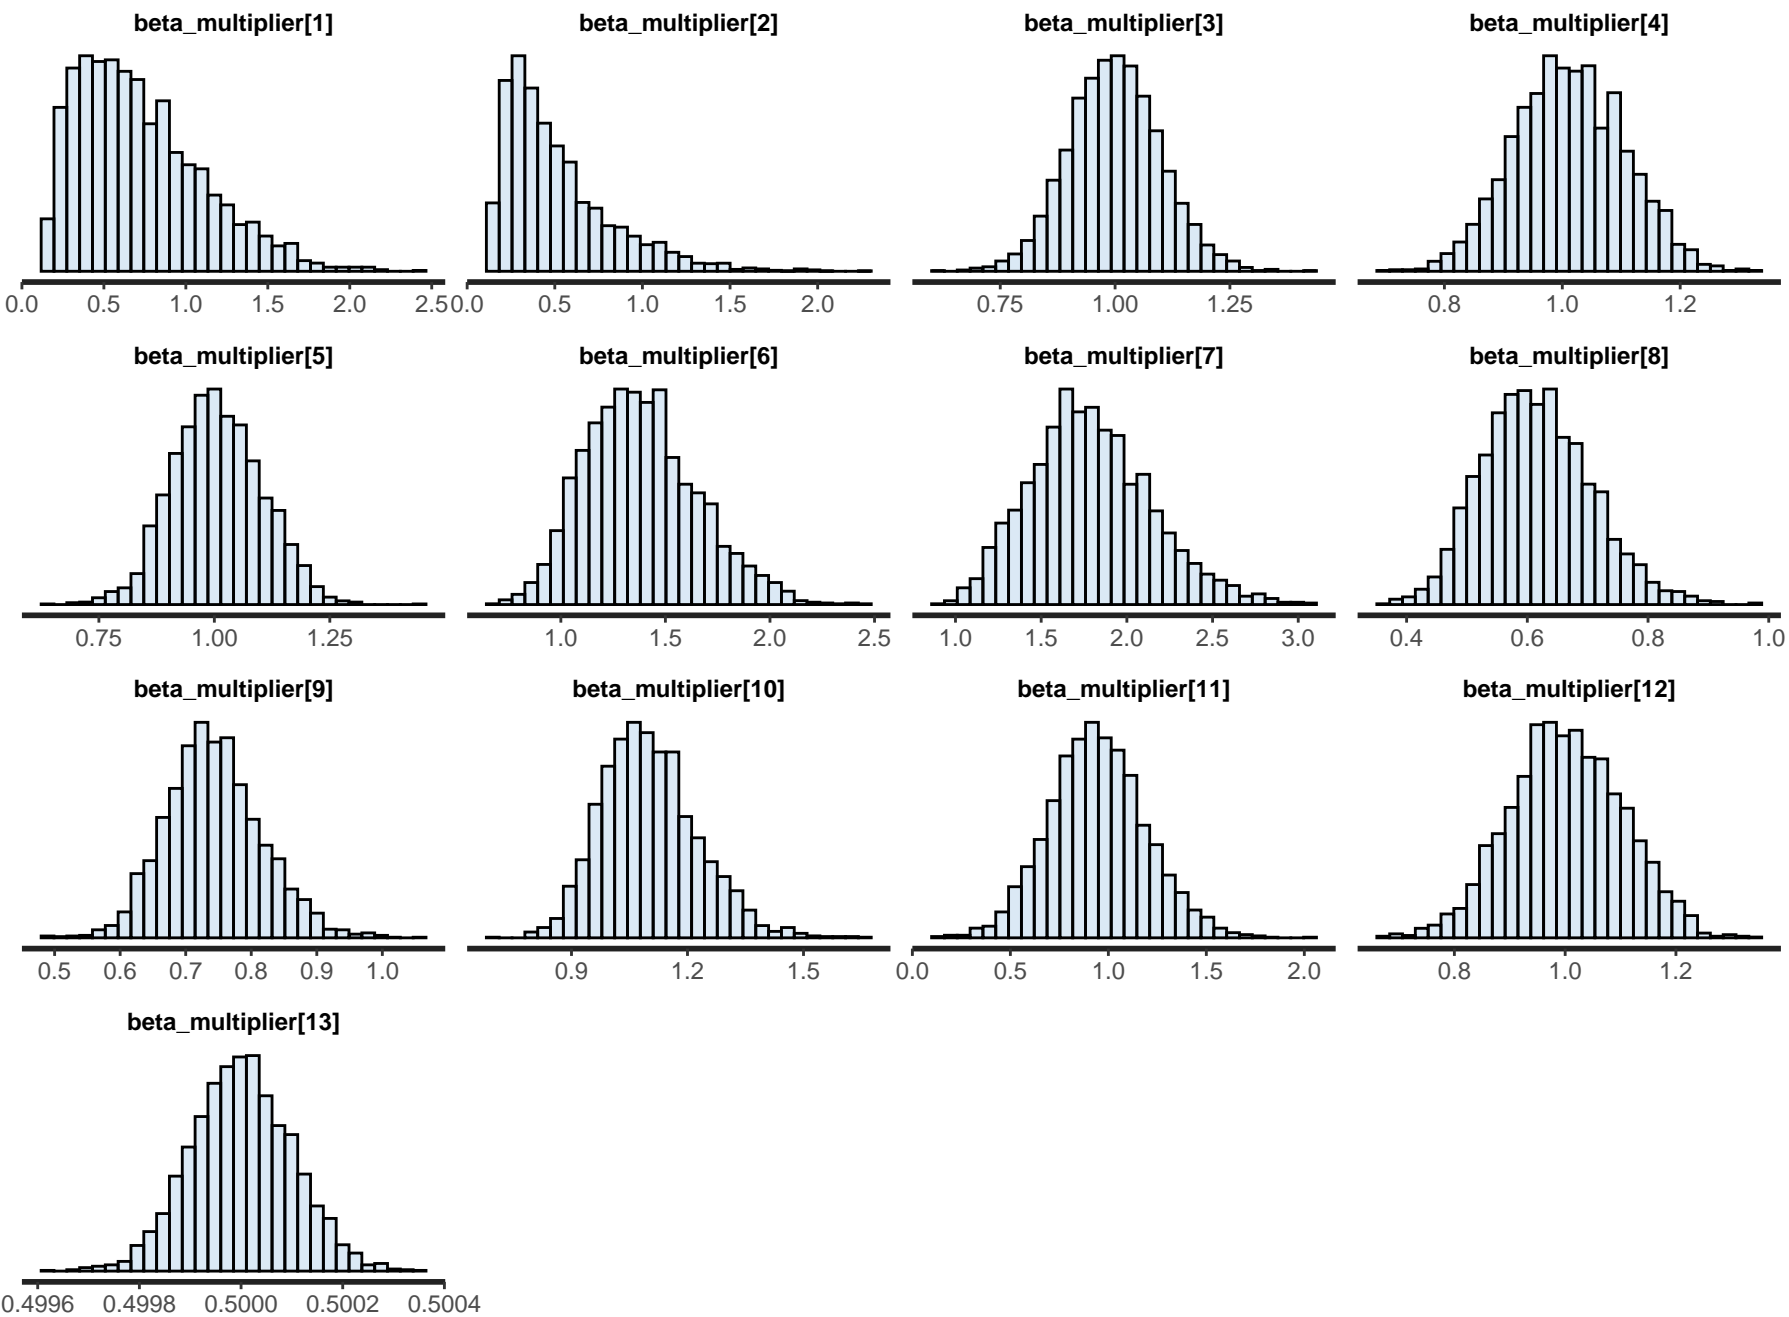 beta_multiplier[1] beta_multiplier[2] beta_multiplier[3] beta_multiplier[4]
0.0 0.5 1.0 1.5 2.0 2.5 0.0 0.5 1.0 1.5 2.0 0.75 1.00 1.25 0.8 1.0 1.2
beta_multiplier[5] beta_multiplier[6] beta_multiplier[7] beta_multiplier[8]
0.75 1.00 1.25 1.0 1.5 2.0 2.5 1.0 1.5 2.0 2.5 3.0 0.4 0.6 0.8 1.0
beta_multiplier[9] beta_multiplier[10] beta_multiplier[11] beta_multiplier[12]
0.5 0.6 0.7 0.8 0.9 1.0 0.9 1.2 1.5 0.0 0.5 1.0 1.5 2.0 0.8 1.0 1.2
beta_multiplier[13]
0.4996 0.4998 0.5000 0.5002 0.5004